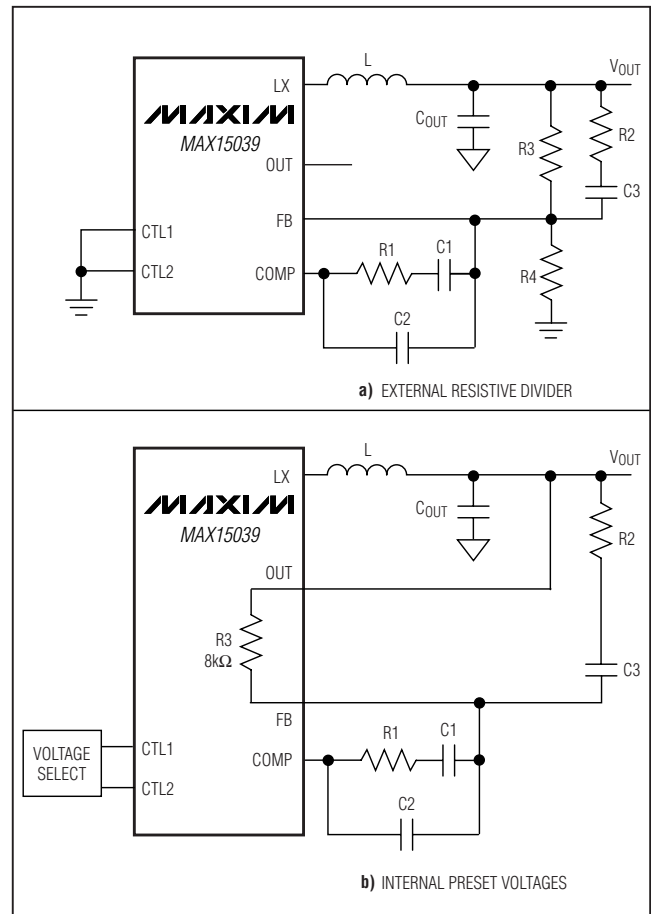 L
VOUT
LX
MAXIM
MAX15039
COUT
R2
R3
OUT
C3
FB
CTL1
R1
C1
CTL2
COMP
R4
C2
a) EXTERNAL RESISTIVE DIVIDER
L
VOUT
LX
MAXIM
MAX15039
COUT
R2
OUT
R3
8kΩ
C3
FB
R1
C1
VOLTAGE
SELECT
CTL1
COMP
CTL2
C2
b) INTERNAL PRESET VOLTAGES